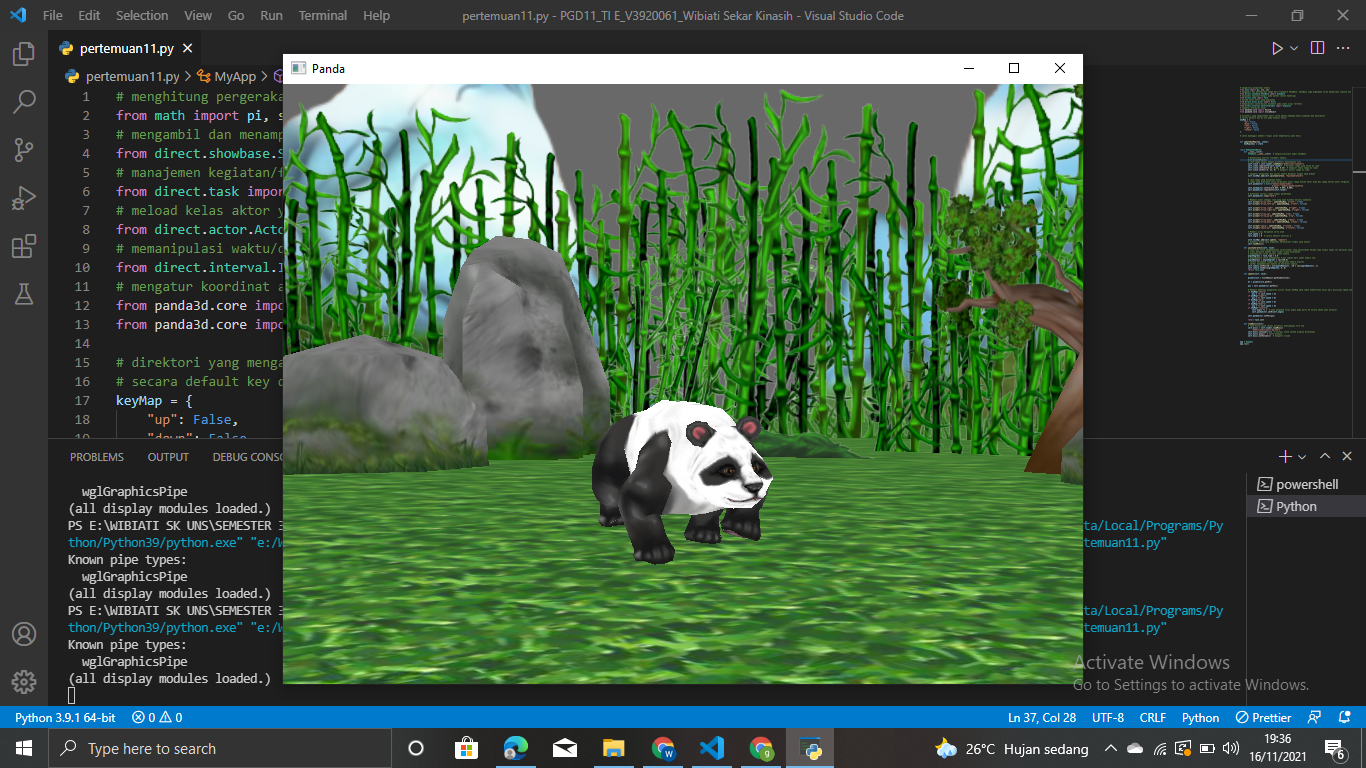 File Edit Selection View Go Run Terminal Help
pertemuan11.py - PGD11_TI E_V3920061_Wibiati Sekar Kinasih - Visual Studio Code
pertemuan11.py
pertemuan11.py > MyApp >
Panda
1 # menghitung pergeraka
2 from math import pi, s
3 # mengambil dan menamp
4 from direct.showbase.S
5 # manajemen kegiatan/f
6 from direct.task impor
7 # meload kelas aktor y
8 from direct.actor.Acto
9 # memanipulasi waktu/d
10 from direct.interval.I
11 # mengatur koordinat a
12 from panda3d.core impo
13 from panda3d.core impo
14
15 # direktori yang menga
16 # secara default key d
17 keyMap = {
18 "up": False,
19 "down": False
PROBLEMS OUTPUT DEBUG CONSO
powershell
Python
wglGraphicsPipe
(all display modules loaded.)
PS E:\WIBIATI SK UNS\SEMESTER 3 ta/Local/Programs/Py
thon/Python39/python.exe" "e:/W temuan11.py"
Known pipe types:
wglGraphicsPipe
(all display modules loaded.)
PS E:\WIBIATI SK UNS\SEMESTER 3 ta/Local/Programs/Py
thon/Python39/python.exe" "e:/W temuan11.py"
Known pipe types:
wglGraphicsPipe
(all display modules loaded.)
Activate Windows
Go to Settings to activate Windows.
Python 3.9.1 64-bit 0 0 Ln 37, Col 28 UTF-8 CRLF Python Prettier
Type here to search
26°C Hujan sedang
19:36
16/11/2021
6